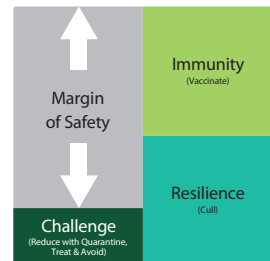 Margin
of Safety
Challenge
(Reduce with Quarantine,
Treat & Avoid)
Immunity
(Vaccinate)
Resilience
(Cull)